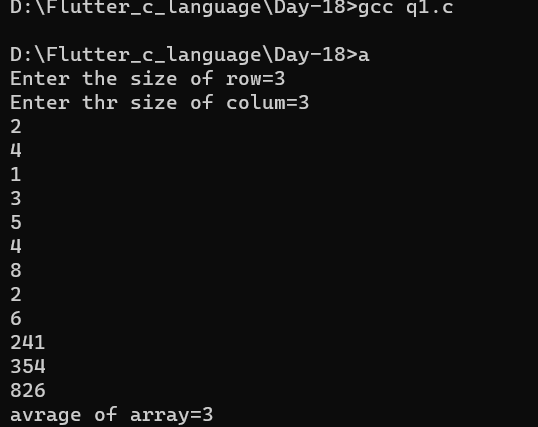 D:\Flutter_c_language\Day-18>gcc q1.c
D:\Flutter_c_language\Day-18>a
Enter the size of row=3
Enter thr size of colum=3
2
4
1
3
5
4
8
2
6
241
354
826
avrage of array=3